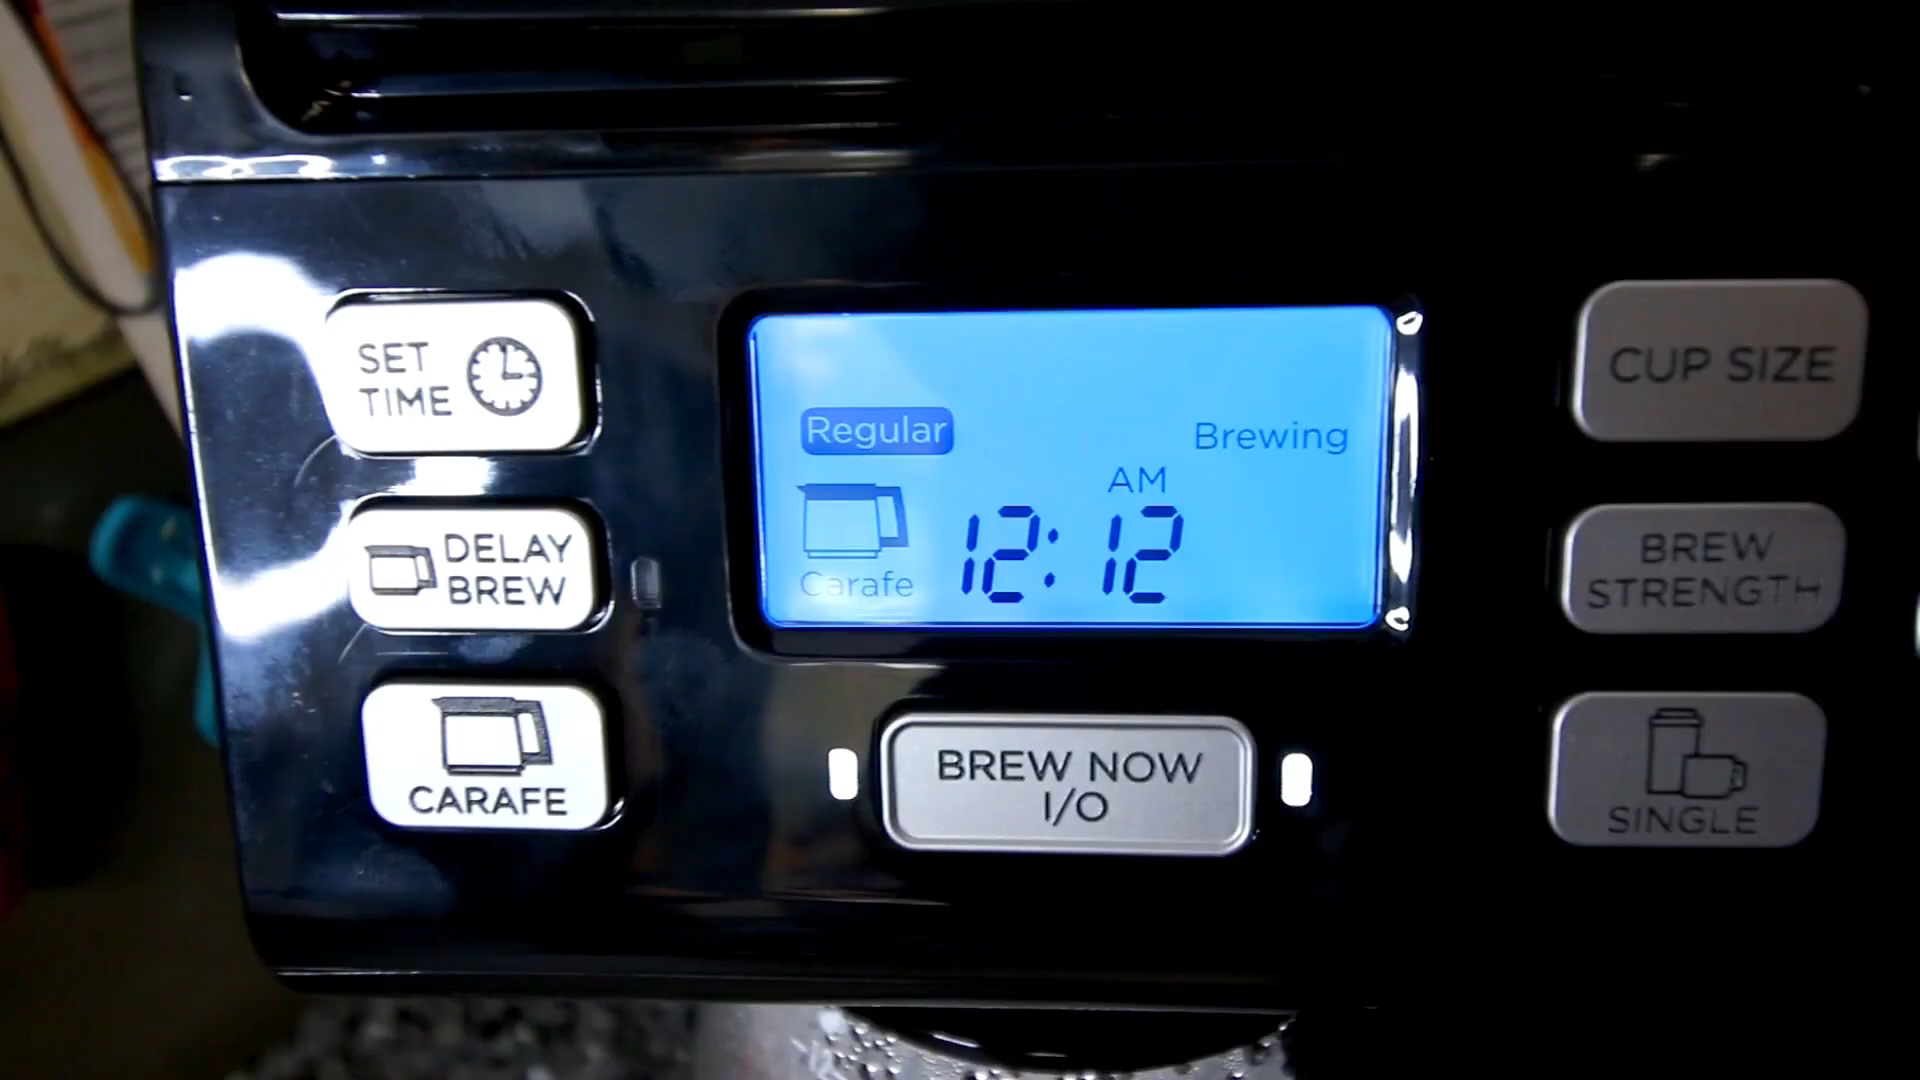 SET
TIME
DELAY
BREW
CARAFE
Regular
Brewing
AM
12:12
Carafe
BREW NOW
I/O
CUP SIZE
BREW
STRENGTH
SINGLE